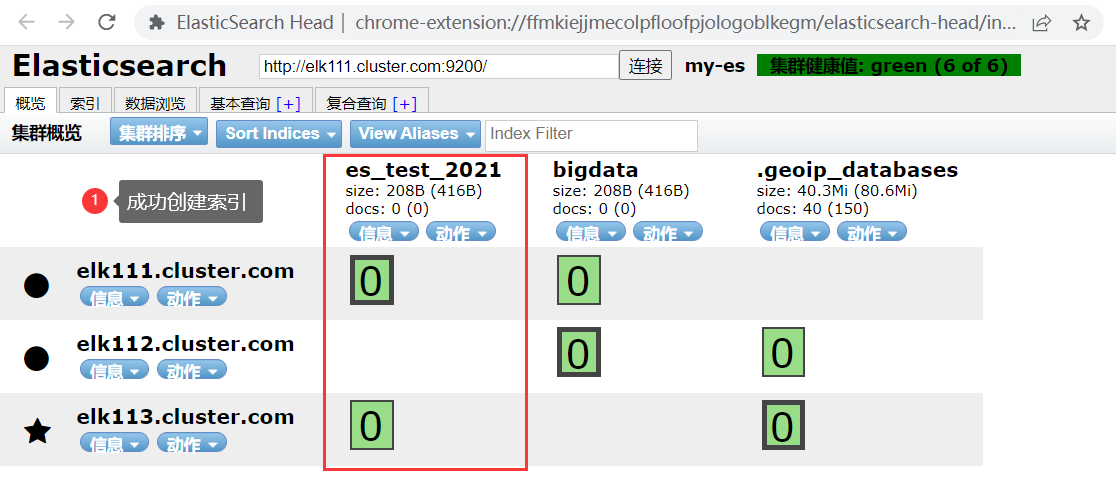 ElasticSearch Head | chrome-extension://ffmkiejjmecolpfloofpjologoblkegm/elasticsearch-head/in...
Elasticsearch http://elk111.cluster.com:9200/ 连接 my-es 集群健康值: green (6 of 6)
概览 索引 数据浏览 基本查询 [+] 复合查询 [+]
集群概览 集群排序 Sort Indices View Aliases Index Filter
es_test_2021 bigdata .geoip_databases
size: 208B (416B) size: 208B (416B) size: 40.3Mi (80.6Mi)
docs: 0 (0) docs: 0 (0) docs: 40 (150)
信息 动作 信息 动作 信息 动作
1 成功创建索引
elk111.cluster.com 0 0
信息 动作
elk112.cluster.com 0 0
信息 动作
elk113.cluster.com 0 0
信息 动作